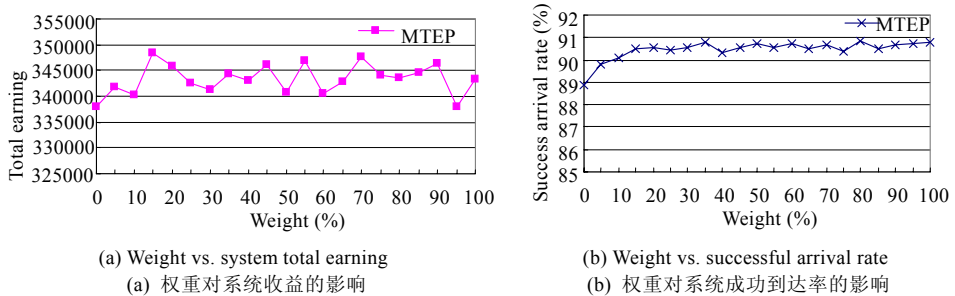 355000
350000
345000
340000
335000
330000
325000
Total earning
MTEP
0 10 20 30 40 50 60 70 80 90 100
Weight (%)
(a) Weight vs. system total earning
(a) 权重对系统收益的影响
92
91
90
89
88
87
86
85
Success arrival rate (%)
MTEP
0 10 20 30 40 50 60 70 80 90 100
Weight (%)
(b) Weight vs. successful arrival rate
(b) 权重对系统成功到达率的影响